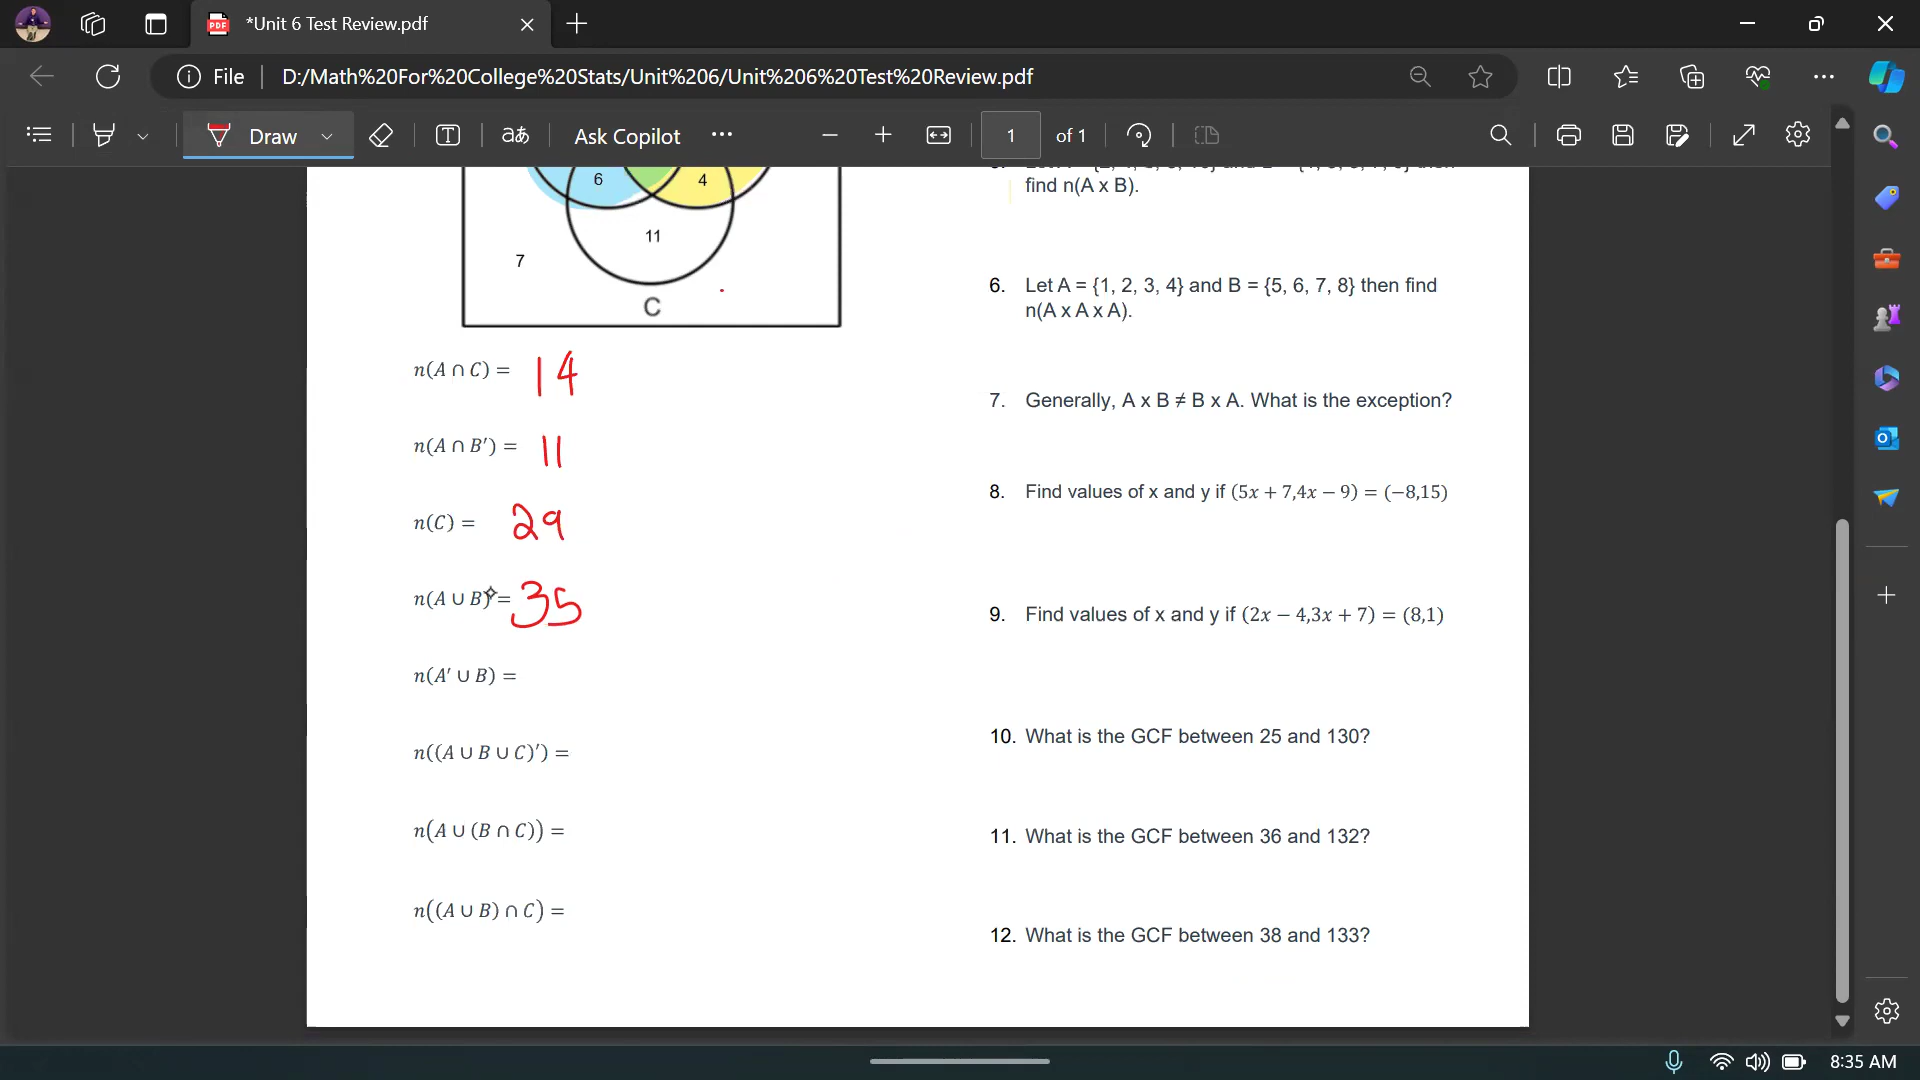 *Unit 6 Test Review.pdf
File
D:/Math%20For%20College%20Stats/Unit%206/Unit%206%20Test%20Review.pdf
Draw
Ask Copilot
1
of 1
6
4
11
7
C
n(A ∩ C) = 14
n(A ∩ B′) = 11
n(C) = 29
n(A ∪ B) = 35
n(A′ ∪ B) =
n((A ∪ B ∪ C)′) =
n(A ∪ (B ∩ C)) =
n((A ∪ B) ∩ C) =
find n(A x B).
6. Let A = {1, 2, 3, 4} and B = {5, 6, 7, 8} then find
n(A x A x A).
7. Generally, A x B ≠ B x A. What is the exception?
8. Find values of x and y if (5x + 7,4x − 9) = (−8,15)
9. Find values of x and y if (2x − 4,3x + 7) = (8,1)
10. What is the GCF between 25 and 130?
11. What is the GCF between 36 and 132?
12. What is the GCF between 38 and 133?
8:35 AM